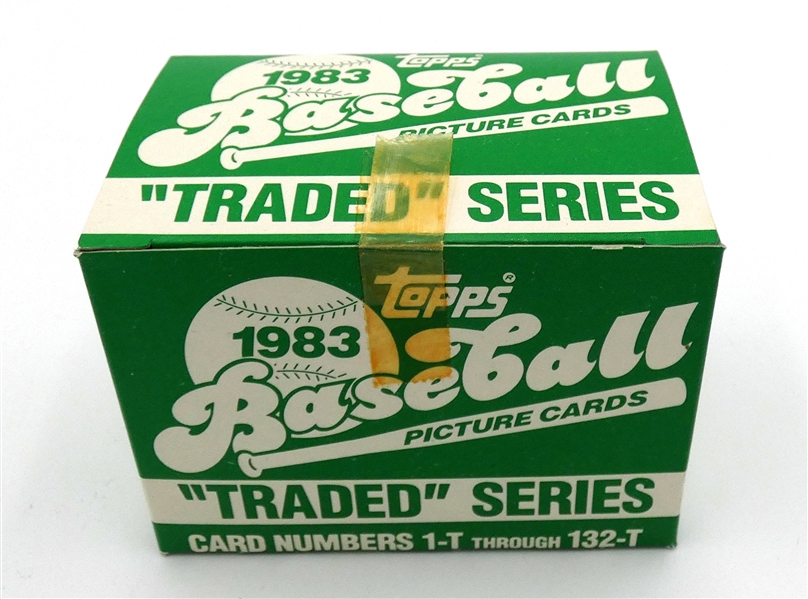 Topps
1983
Baseball
PICTURE CARDS
"TRADED" SERIES
Topps®
1983
Baseball
PICTURE CARDS
"TRADED" SERIES
CARD NUMBERS 1-T THROUGH 132-T